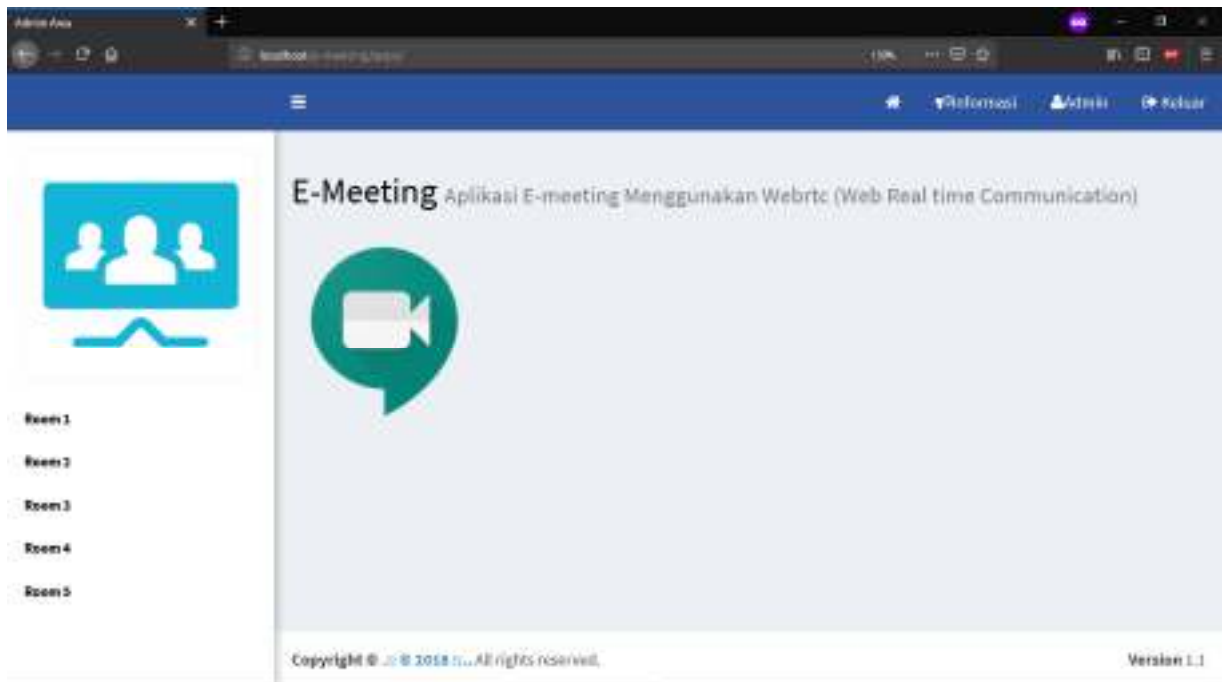 Admin Area
localhost
Informasi Admin Keluar
E-Meeting Aplikasi E-meeting Menggunakan Webrtc (Web Real time Communication)
Room 1
Room 2
Room 3
Room 4
Room 5
Copyright © .:: © 2018 ::.. All rights reserved.
Version 1.1